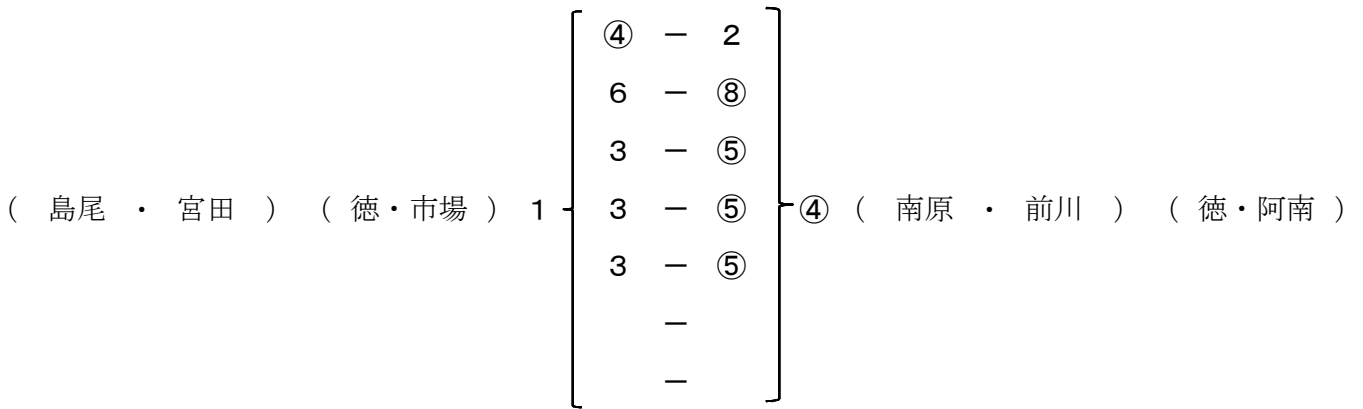 ④ － 2
6 － ⑧
3 － ⑤
( 島尾 ・ 宮田 ) ( 徳・市場 ) 1 3 － ⑤ ④ ( 南原 ・ 前川 ) ( 徳・阿南 )
3 － ⑤
－
－